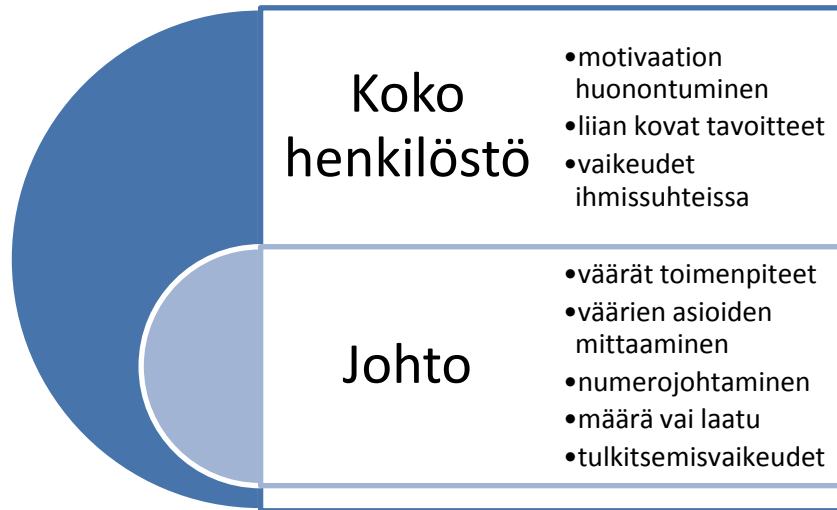 Koko
henkilöstö
•motivaation
huonontuminen
•liian kovat tavoitteet
•vaikeudet
ihmissuhteissa
Johto
•väärät toimenpiteet
•väärien asioiden
mittaaminen
•numerojohtaminen
•määrä vai laatu
•tulkitsemisvaikeudet